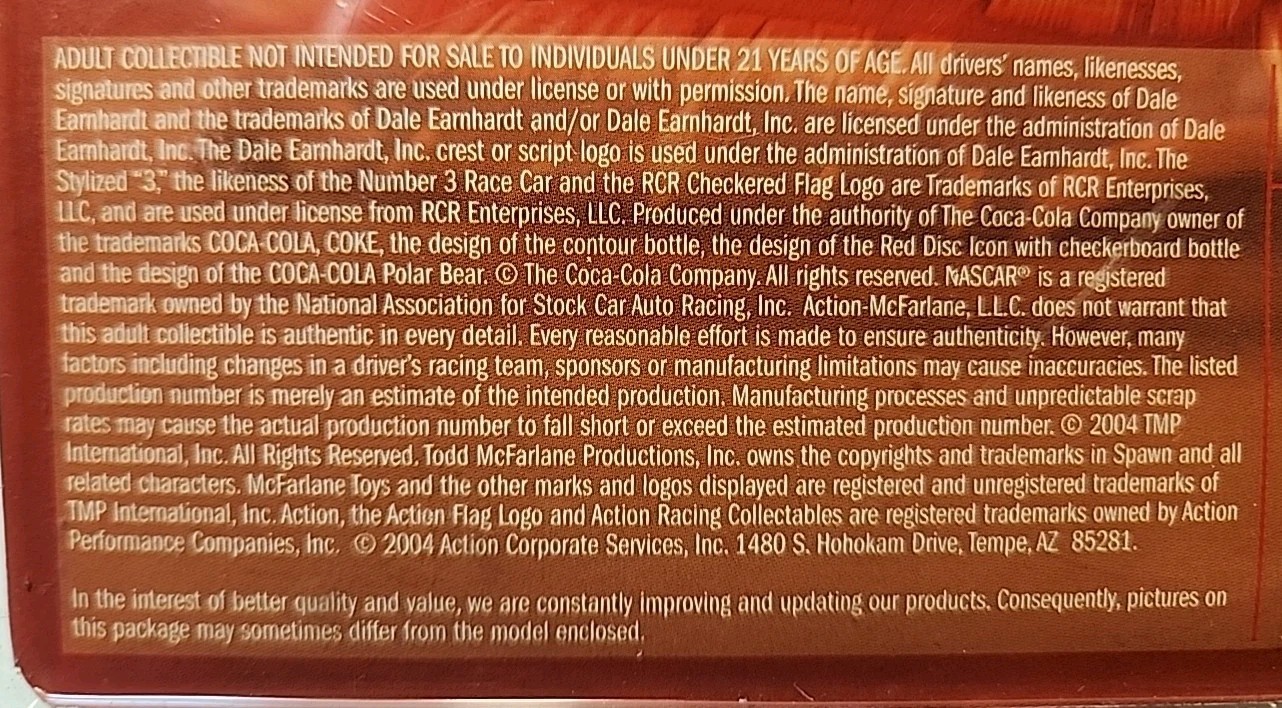 ADULT COLLECTIBLE NOT INTENDED FOR SALE TO INDIVIDUALS UNDER 21 YEARS OF AGE. All drivers' names, likenesses,
signatures and other trademarks are used under license or with permission. The name, signature and likeness of Dale
Earnhardt and the trademarks of Dale Earnhardt and/or Dale Earnhardt, Inc. are licensed under the administration of Dale
Earnhardt, Inc. The Dale Earnhardt, Inc. crest or script logo is used under the administration of Dale Earnhardt, Inc. The
Stylized "3," the likeness of the Number 3 Race Car and the RCR Checkered Flag Logo are Trademarks of RCR Enterprises,
LLC, and are used under license from RCR Enterprises, LLC. Produced under the authority of The Coca-Cola Company owner of
the trademarks COCA-COLA, COKE, the design of the contour bottle, the design of the Red Disc Icon with checkerboard bottle
and the design of the COCA-COLA Polar Bear. © The Coca-Cola Company. All rights reserved. NASCAR® is a registered
trademark owned by the National Association for Stock Car Auto Racing, Inc. Action-McFarlane, L.L.C. does not warrant that
this adult collectible is authentic in every detail. Every reasonable effort is made to ensure authenticity. However, many
factors including changes in a driver's racing team, sponsors or manufacturing limitations may cause inaccuracies. The listed
production number is merely an estimate of the intended production. Manufacturing processes and unpredictable scrap
rates may cause the actual production number to fall short or exceed the estimated production number. © 2004 TMP
International, Inc. All Rights Reserved. Todd McFarlane Productions, Inc. owns the copyrights and trademarks in Spawn and all
related characters. McFarlane Toys and the other marks and logos displayed are registered and unregistered trademarks of
TMP International, Inc. Action, the Action Flag Logo and Action Racing Collectables are registered trademarks owned by Action
Performance Companies, Inc. © 2004 Action Corporate Services, Inc. 1480 S. Hohokam Drive, Tempe, AZ 85281.
In the interest of better quality and value, we are constantly improving and updating our products. Consequently, pictures on
this package may sometimes differ from the model enclosed.